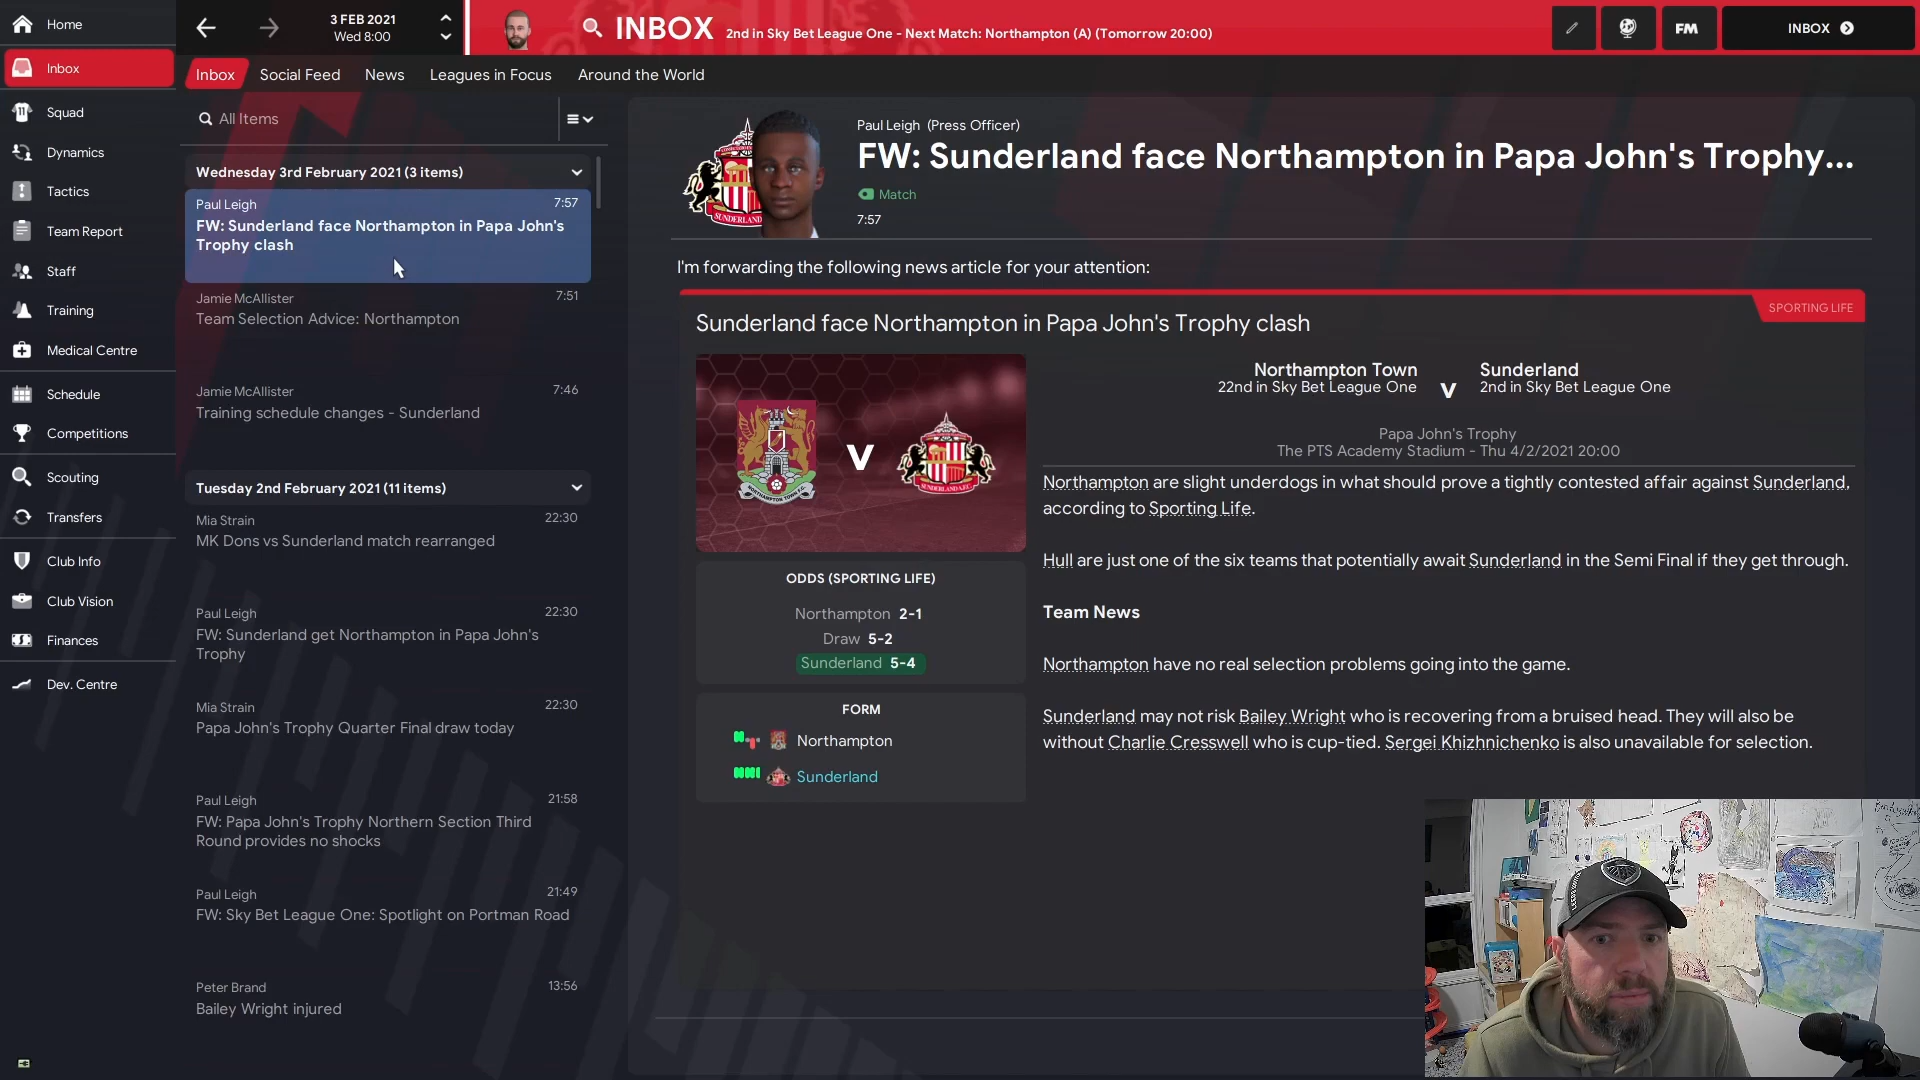 Home
Inbox
Squad
Dynamics
Tactics
Team Report
Staff
Training
Medical Centre
Schedule
Competitions
Scouting
Transfers
Club Info
Club Vision
Finances
Dev. Centre
3 FEB 2021
Wed 8:00
INBOX
2nd in Sky Bet League One - Next Match: Northampton (A) (Tomorrow 20:00)
FM
INBOX
Inbox
Social Feed
News
Leagues in Focus
Around the World
All Items
Wednesday 3rd February 2021 (3 items)
Paul Leigh 7:57
FW: Sunderland face Northampton in Papa John's
Trophy clash
Jamie McAllister 7:51
Team Selection Advice: Northampton
Jamie McAllister 7:46
Training schedule changes - Sunderland
Tuesday 2nd February 2021 (11 items)
Mia Strain 22:30
MK Dons vs Sunderland match rearranged
Paul Leigh 22:30
FW: Sunderland get Northampton in Papa John's
Trophy
Mia Strain 22:30
Papa John's Trophy Quarter Final draw today
Paul Leigh 21:58
FW: Papa John's Trophy Northern Section Third
Round provides no shocks
Paul Leigh 21:49
FW: Sky Bet League One: Spotlight on Portman Road
Peter Brand 13:56
Bailey Wright injured
Paul Leigh (Press Officer)
FW: Sunderland face Northampton in Papa John's Trophy...
Match
7:57
I'm forwarding the following news article for your attention:
SPORTING LIFE
Sunderland face Northampton in Papa John's Trophy clash
V
Northampton Town
22nd in Sky Bet League One
V
Sunderland
2nd in Sky Bet League One
Papa John's Trophy
The PTS Academy Stadium - Thu 4/2/2021 20:00
Northampton are slight underdogs in what should prove a tightly contested affair against Sunderland,
according to Sporting Life.
Hull are just one of the six teams that potentially await Sunderland in the Semi Final if they get through.
Team News
Northampton have no real selection problems going into the game.
Sunderland may not risk Bailey Wright who is recovering from a bruised head. They will also be
without Charlie Cresswell who is cup-tied. Sergei Khizhnichenko is also unavailable for selection.
ODDS (SPORTING LIFE)
Northampton 2-1
Draw 5-2
Sunderland 5-4
FORM
Northampton
Sunderland